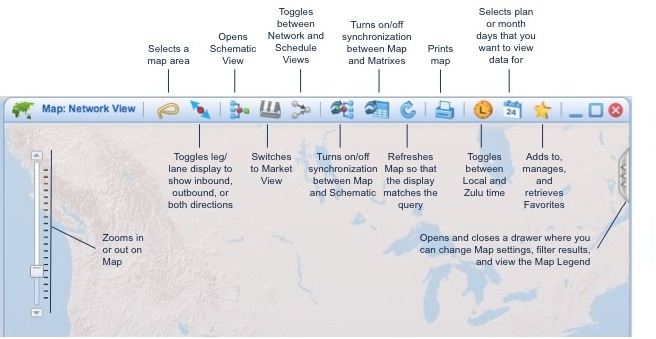 Selects a
map area
Opens
Schematic
View
Toggles
between
Network and
Schedule
Views
Turns on/off
synchronization
between Map
and Matrixes
Prints
map
Selects plan
or month
days that you
want to view
data for
Map: Network View
24
Toggles leg/
lane display to
show inbound,
outbound, or
both directions
Switches
to Market
View
Turns on/off
synchronization
between Map
and Schematic
Refreshes
Map so that
the display
matches the
query
Toggles
between
Local and
Zulu time
Adds to,
manages,
and
retrieves
Favorites
Zooms in
or out on
Map
Opens and closes a drawer where you
can change Map settings, filter results,
and view the Map Legend